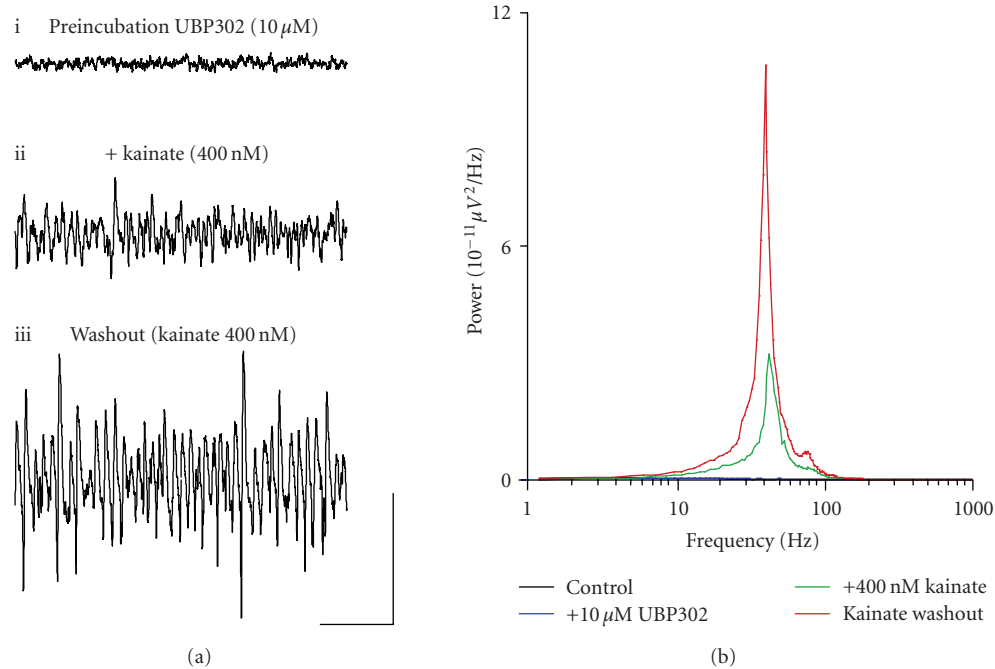 i Preincubation UBP302 (10 μM)
ii + kainate (400 nM)
iii Washout (kainate 400 nM)
(a)
12
6
0
Power (10⁻¹¹ μV²/Hz)
1 10 100 1000
Frequency (Hz)
Control
+10 μM UBP302
+400 nM kainate
Kainate washout
(b)